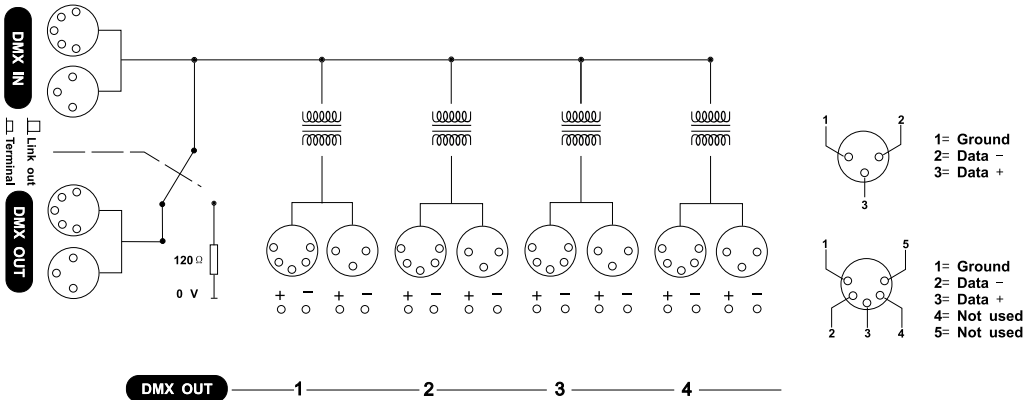 DMX IN
Link out
Terminal
DMX OUT
120 Ω
0 V
+ − + − + − + − + − + − + − + −
DMX OUT 1 2 3 4
1 2
3
1= Ground
2= Data −
3= Data +
1 5
2 3 4
1= Ground
2= Data −
3= Data +
4= Not used
5= Not used